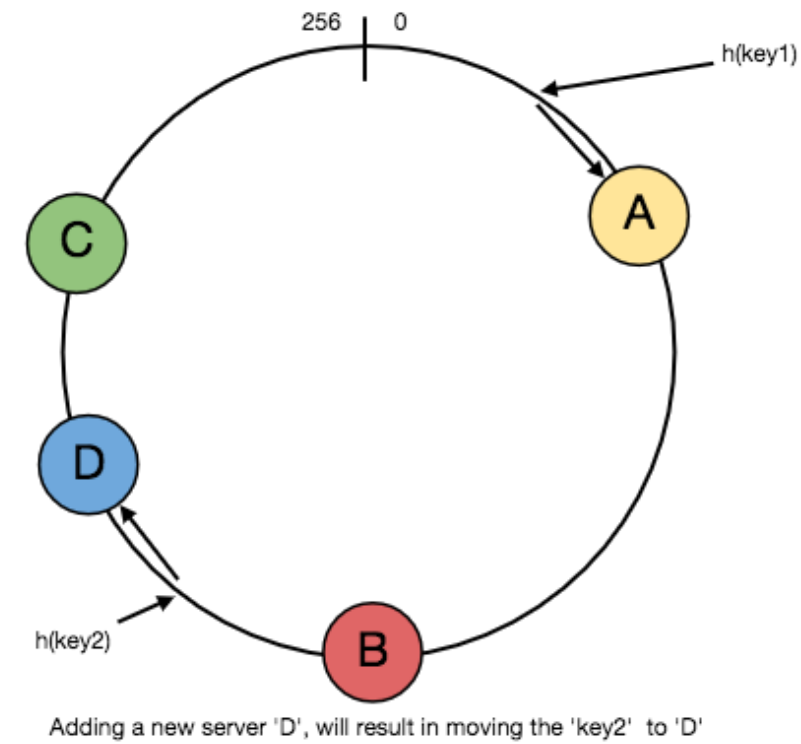 256 0
h(key1)
A
C
D
h(key2)
B
Adding a new server 'D', will result in moving the 'key2' to 'D'